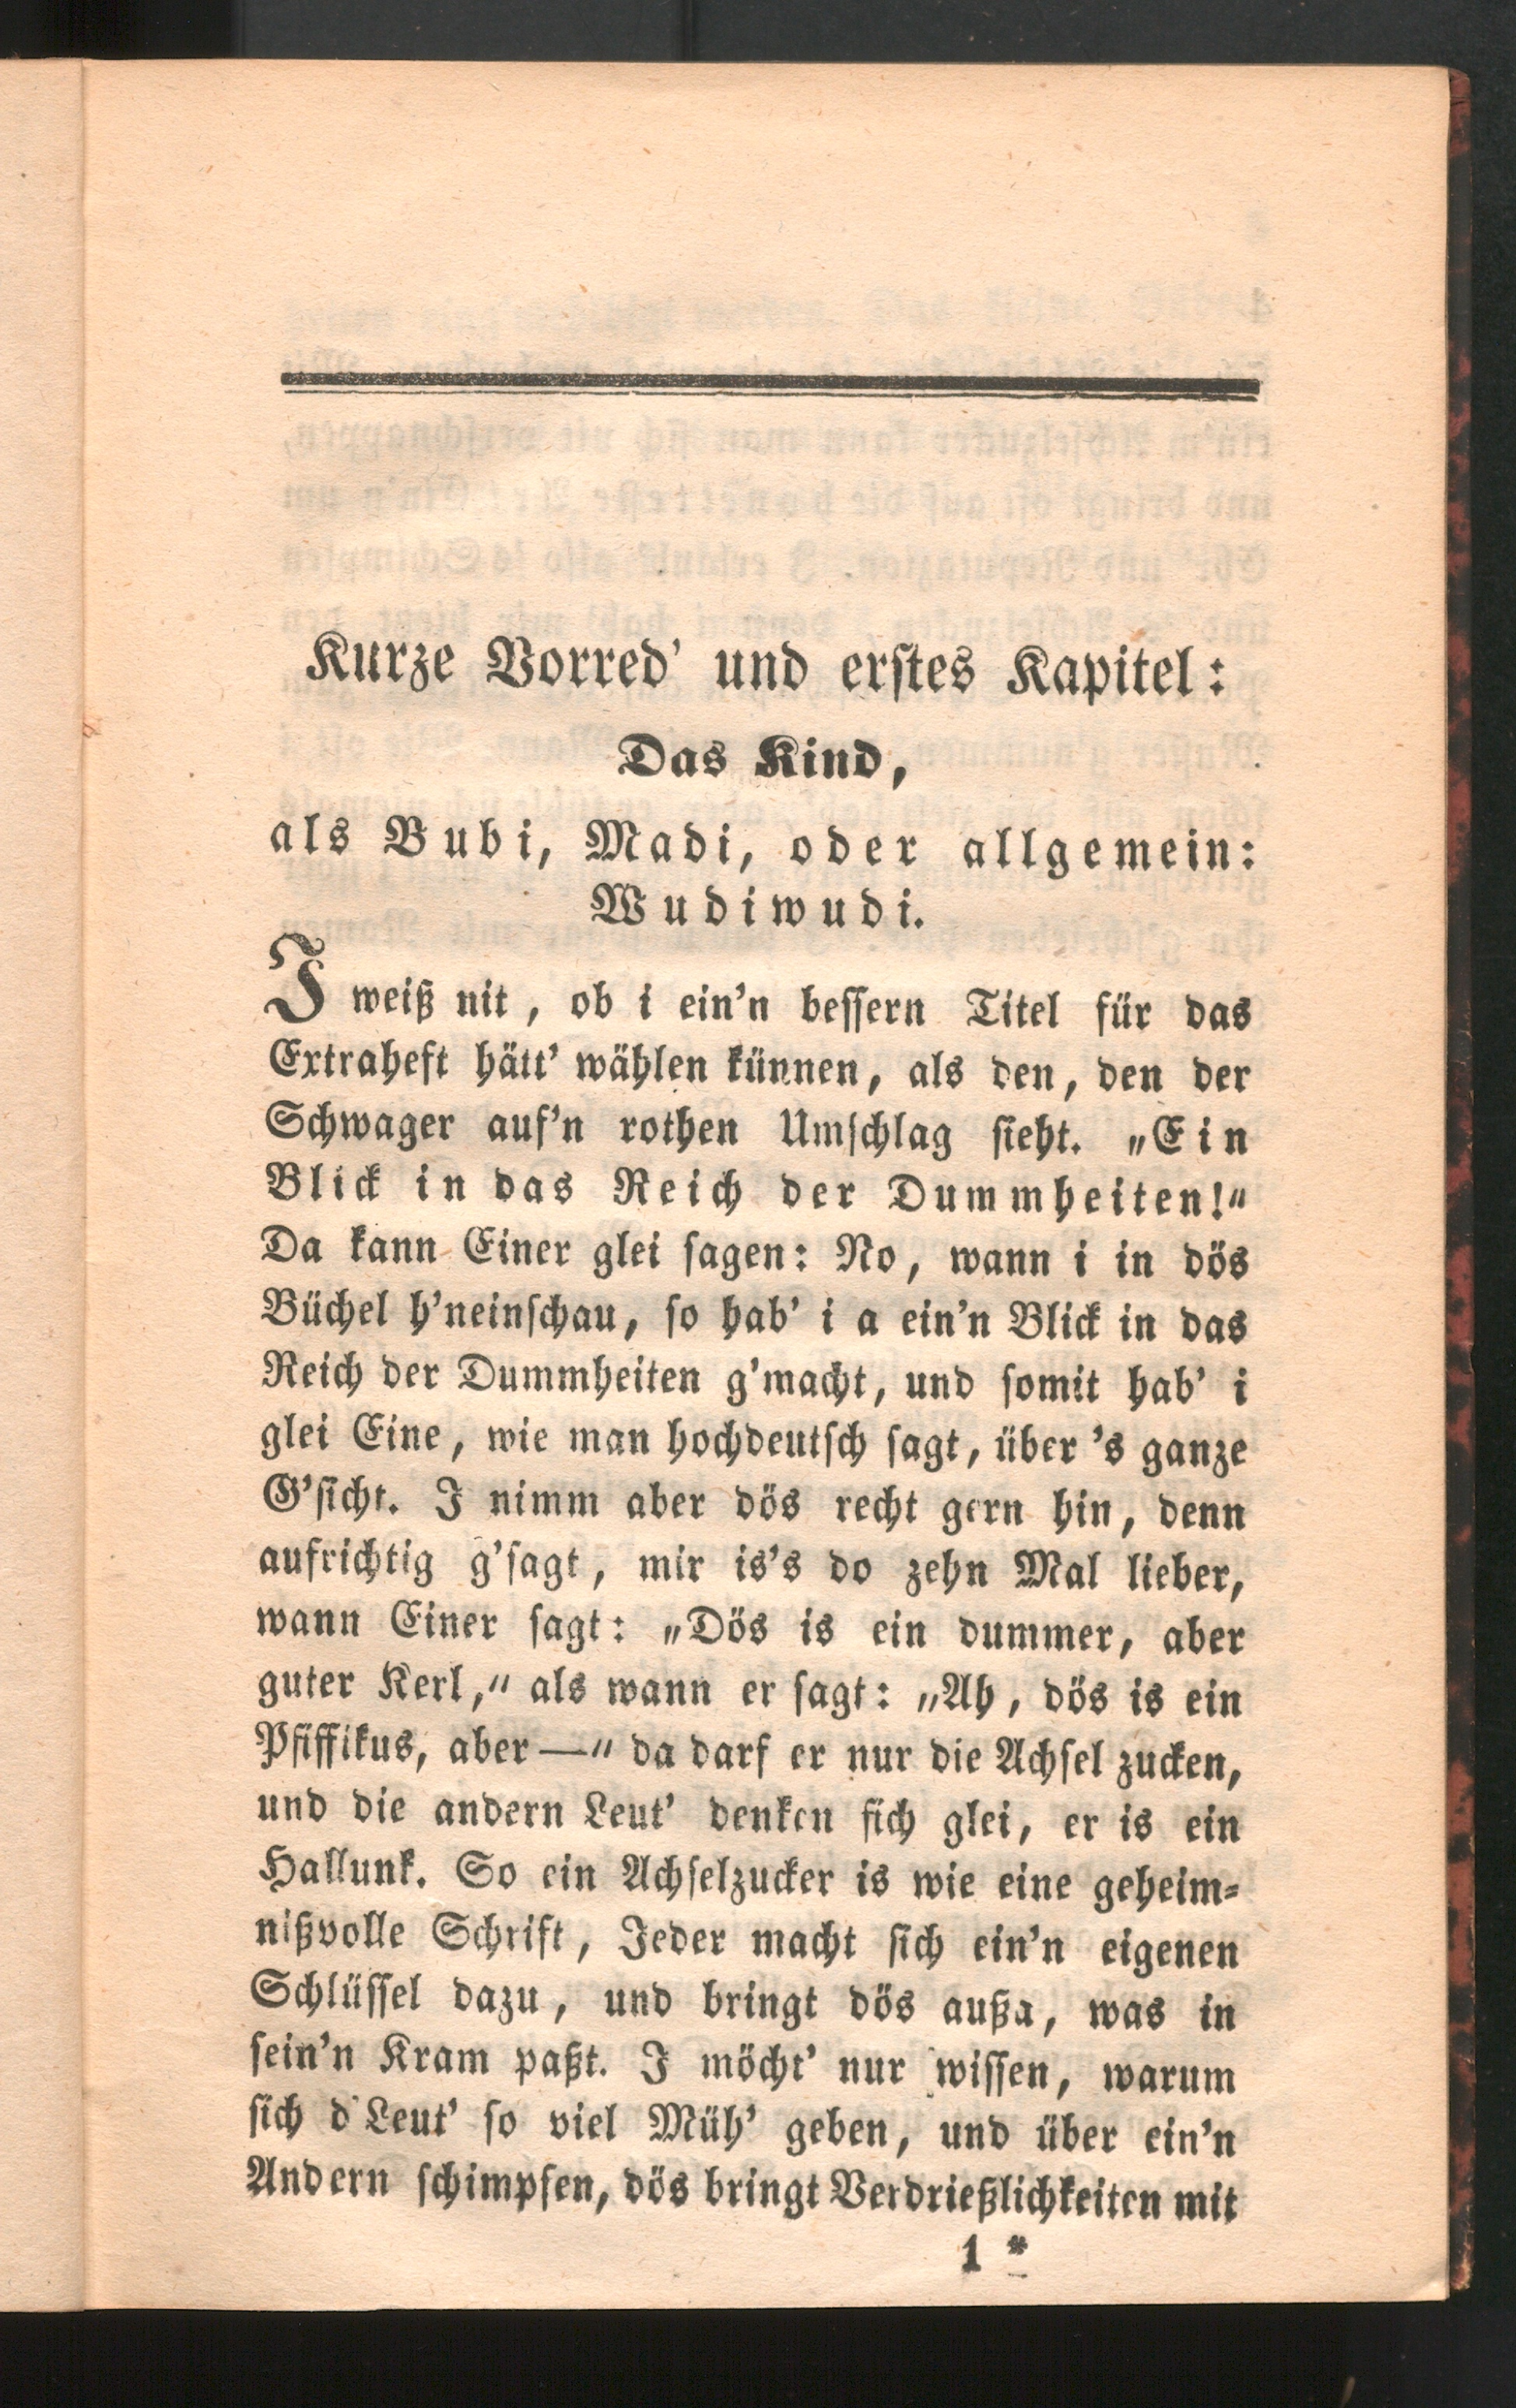 Kurze Vorred' und erstes Kapitel:
Das Kind,
als Bubi, Madi, oder allgemein:
Wudiwudi.
I weiß nit, ob i ein'n bessern Titel für das
Extraheft hätt' wählen künnen, als den, den der
Schwager auf'n rothen Umschlag sieht. „Ein
Blick in das Reich der Dummheiten!“
Da kann Einer glei sagen: No, wann i in dös
Büchel h'neinschau, so hab' i a ein'n Blick in das
Reich der Dummheiten g'macht, und somit hab' i
glei Eine, wie man hochdeutsch sagt, über 's ganze
G'sicht. I nimm aber dös recht gern hin, denn
aufrichtig g'sagt, mir is's do zehn Mal lieber,
wann Einer sagt: „Dös is ein dummer, aber
guter Kerl,“ als wann er sagt: „Ah, dös is ein
Pfiffikus, aber—“ da darf er nur die Achsel zucken,
und die andern Leut' denken sich glei, er is ein
Hallunk. So ein Achselzucker is wie eine geheim-
nißvolle Schrift, Jeder macht sich ein'n eigenen
Schlüssel dazu, und bringt dös außa, was in
sein'n Kram paßt. I möcht' nur wissen, warum
sich d'Leut' so viel Müh' geben, und über ein'n
Andern schimpfen, dös bringt Verdrießlichkeiten mit
1 *